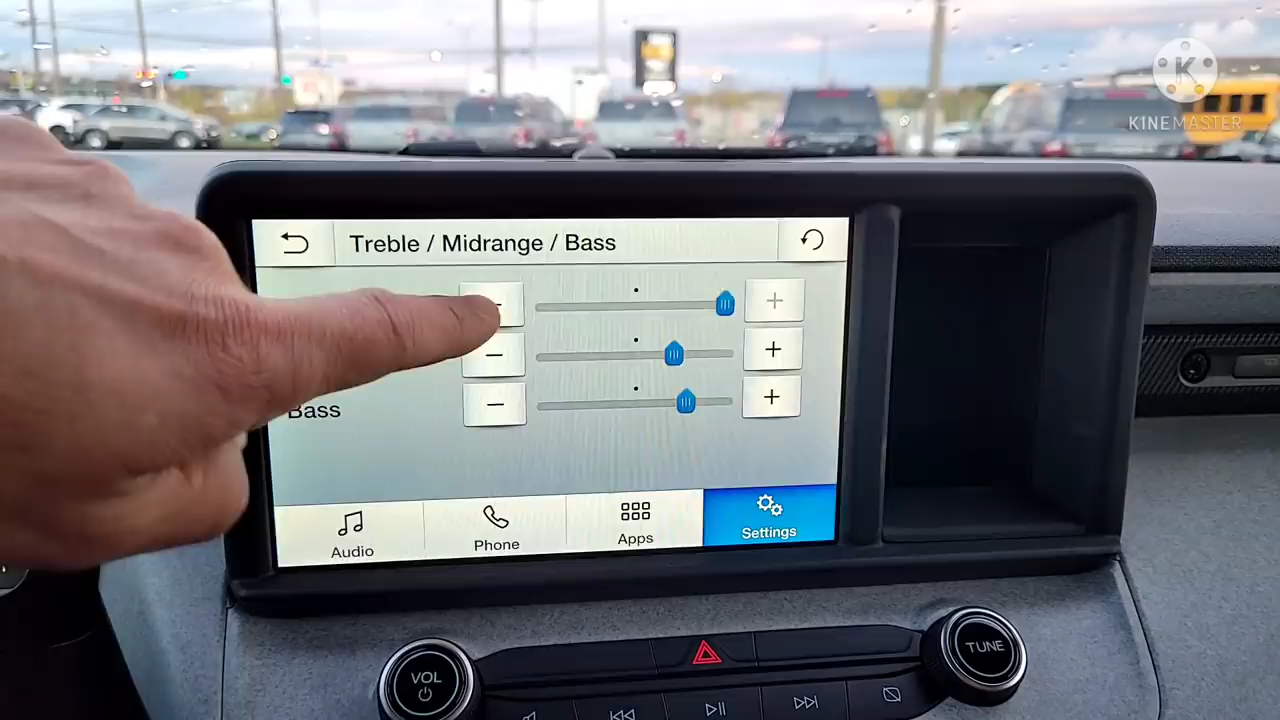 K
KINEMASTER
Treble / Midrange / Bass
Bass
Audio
Phone
Apps
Settings
VOL
TUNE